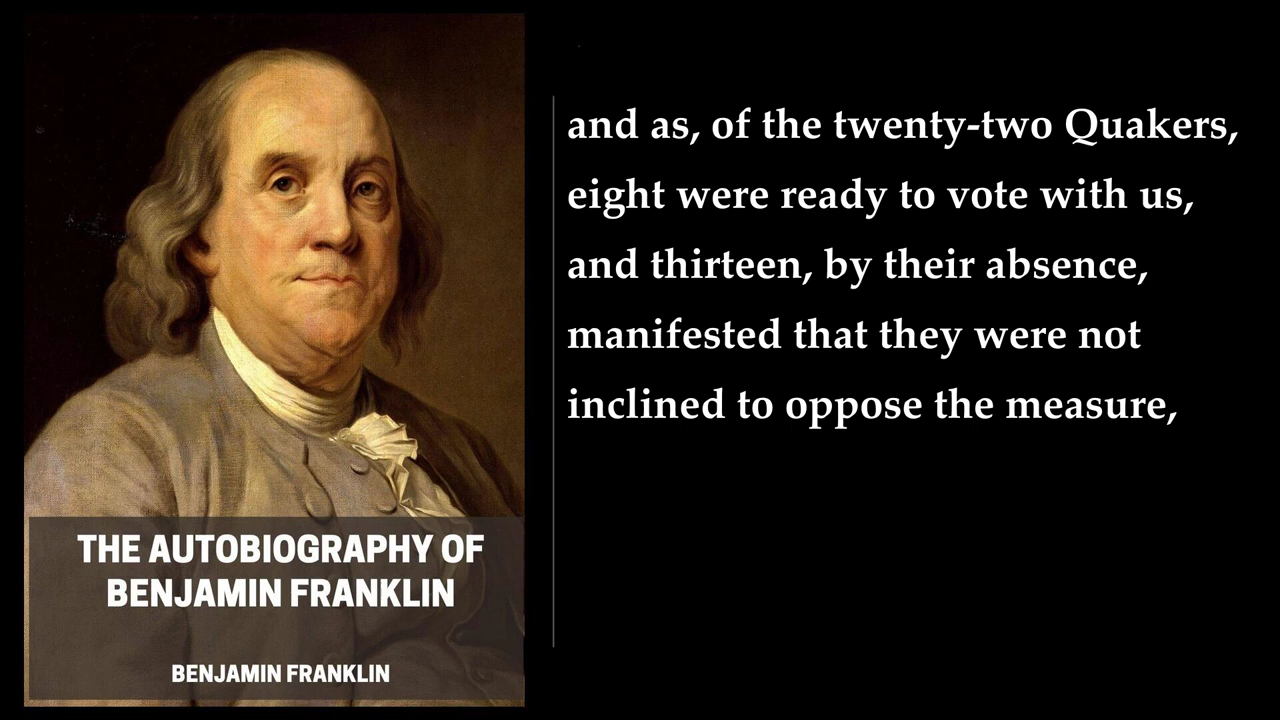 THE AUTOBIOGRAPHY OF
BENJAMIN FRANKLIN
BENJAMIN FRANKLIN
and as, of the twenty-two Quakers,
eight were ready to vote with us,
and thirteen, by their absence,
manifested that they were not
inclined to oppose the measure,